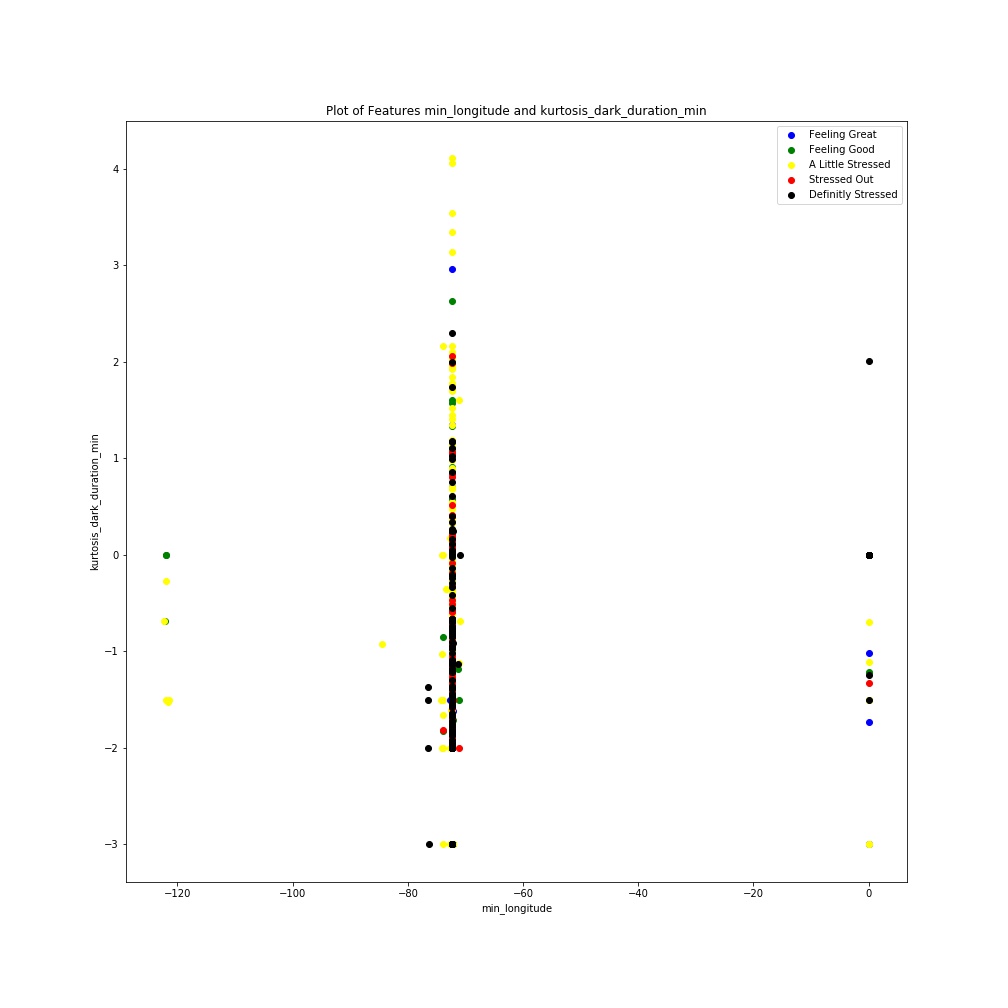 Plot of Features min_longitude and kurtosis_dark_duration_min
Feeling Great
Feeling Good
A Little Stressed
Stressed Out
Definitly Stressed
kurtosis_dark_duration_min
4
3
2
1
0
−1
−2
−3
−120
−100
−80
−60
−40
−20
0
min_longitude